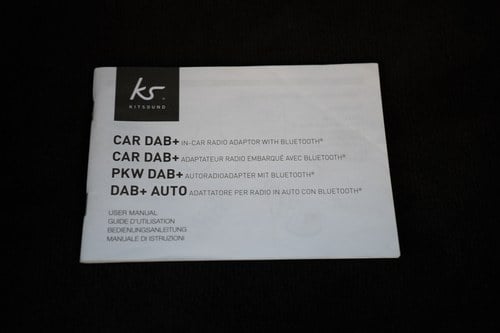 ks.
KITSOUND
CAR DAB+ IN-CAR RADIO ADAPTOR WITH BLUETOOTH®
CAR DAB+ ADAPTATEUR RADIO EMBARQUÉ AVEC BLUETOOTH®
PKW DAB+ AUTORADIOADAPTER MIT BLUETOOTH®
DAB+ AUTO ADATTATORE PER RADIO IN AUTO CON BLUETOOTH®
USER MANUAL
GUIDE D'UTILISATION
BEDIENUNGSANLEITUNG
MANUALE DI ISTRUZIONI